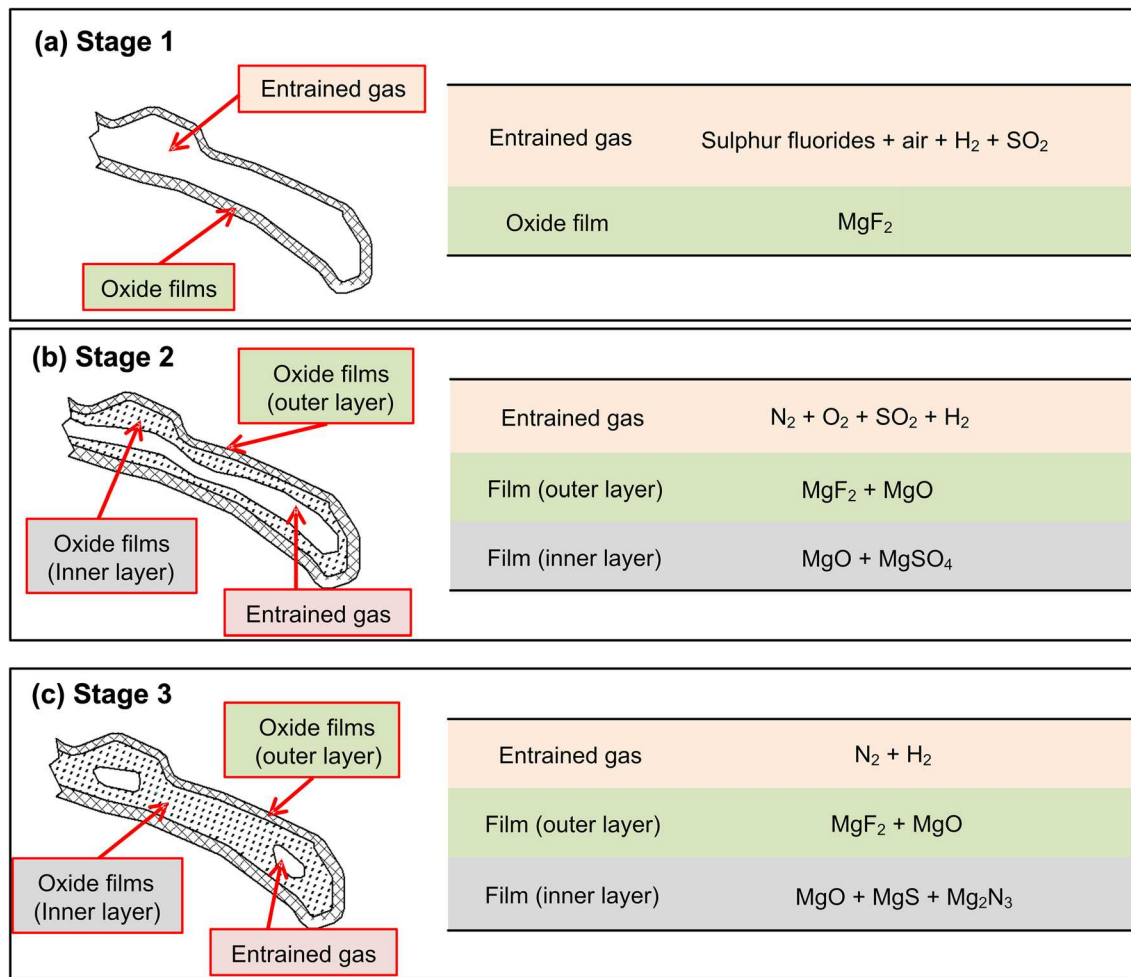 (a) Stage 1
Entrained gas
Oxide films
Entrained gas Sulphur fluorides + air + H₂ + SO₂
Oxide film MgF₂
(b) Stage 2
Oxide films
(outer layer)
Oxide films
(Inner layer)
Entrained gas
Entrained gas N₂ + O₂ + SO₂ + H₂
Film (outer layer) MgF₂ + MgO
Film (inner layer) MgO + MgSO₄
(c) Stage 3
Oxide films
(outer layer)
Oxide films
(Inner layer)
Entrained gas
Entrained gas N₂ + H₂
Film (outer layer) MgF₂ + MgO
Film (inner layer) MgO + MgS + Mg₂N₃